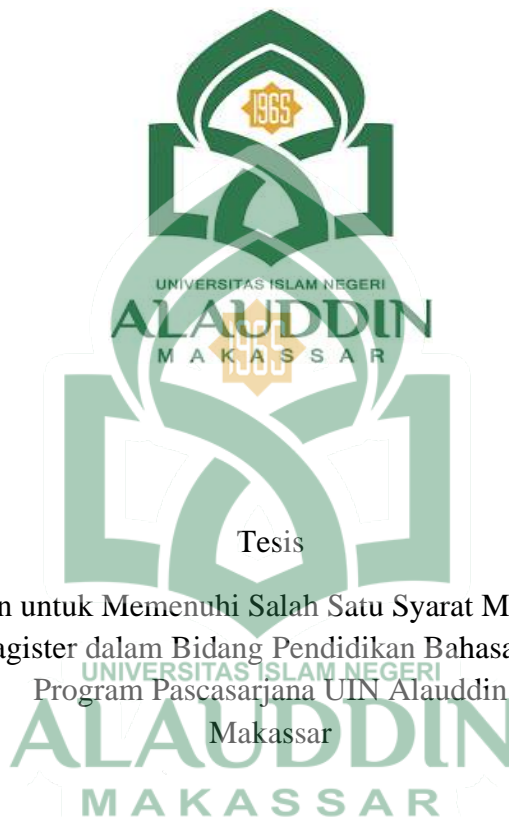 1965
UNIVERSITAS ISLAM NEGERI
ALAUDDIN
MAKASSAR
1965
Tesis
n untuk Memenuhi Salah Satu Syarat M
agister dalam Bidang Pendidikan Bahasa
UNIVERSITAS ISLAM NEGERI
Program Pascasarjana UIN Alauddin
Makassar
ALAUDDIN
MAKASSAR